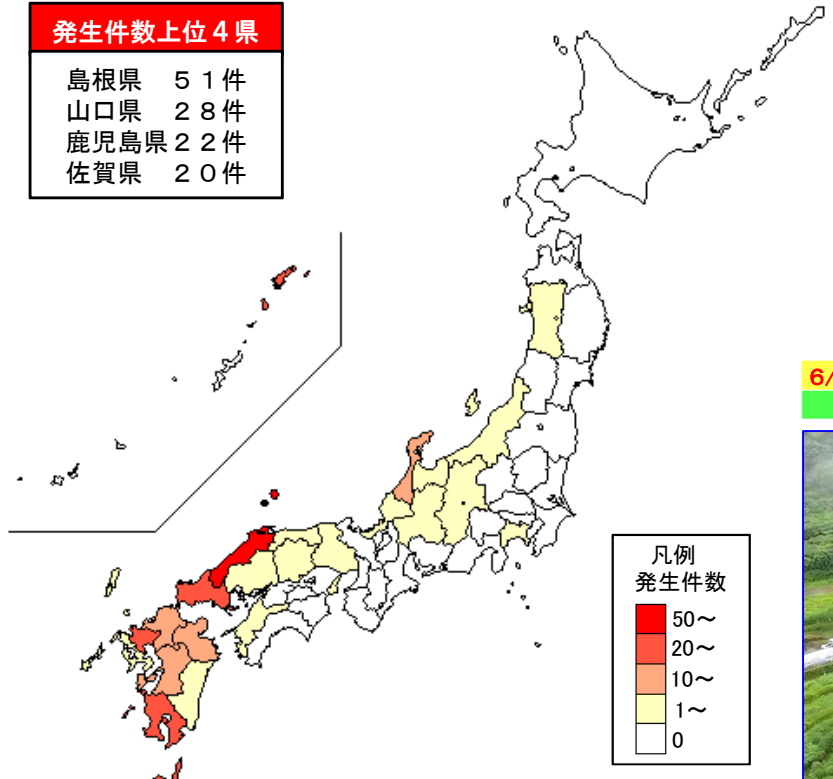 発生件数上位４県
島根県　５１件
山口県　２８件
鹿児島県２２件
佐賀県　２０件
6/
凡例
発生件数
50～
20～
10～
1～
0